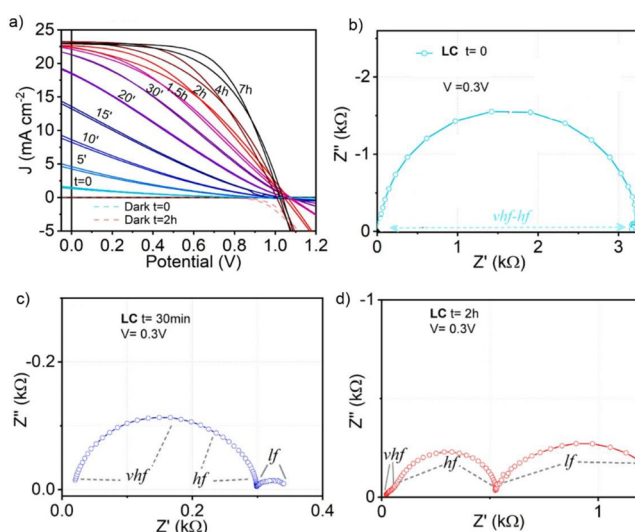 a)
25
20
15
10
5
0
-5
J (mA cm-2)
0.0 0.2 0.4 0.6 0.8 1.0 1.2
Potential (V)
t=0
5'
10'
15'
20'
30'
1.5h
2h
4h
7h
Dark t=0
Dark t=2h
b)
LC t= 0
V =0.3V
-2
-1
0
Z'' (kΩ)
vhf-hf
0 1 2 3
Z' (kΩ)
c)
LC t= 30min
V= 0.3V
-0.2
0.0
Z'' (kΩ)
vhf
hf
lf
0.0 0.2 0.4
Z' (kΩ)
d)
LC t= 2h
V= 0.3V
-1
0
Z'' (kΩ)
vhf
hf
lf
0 1
Z' (kΩ)